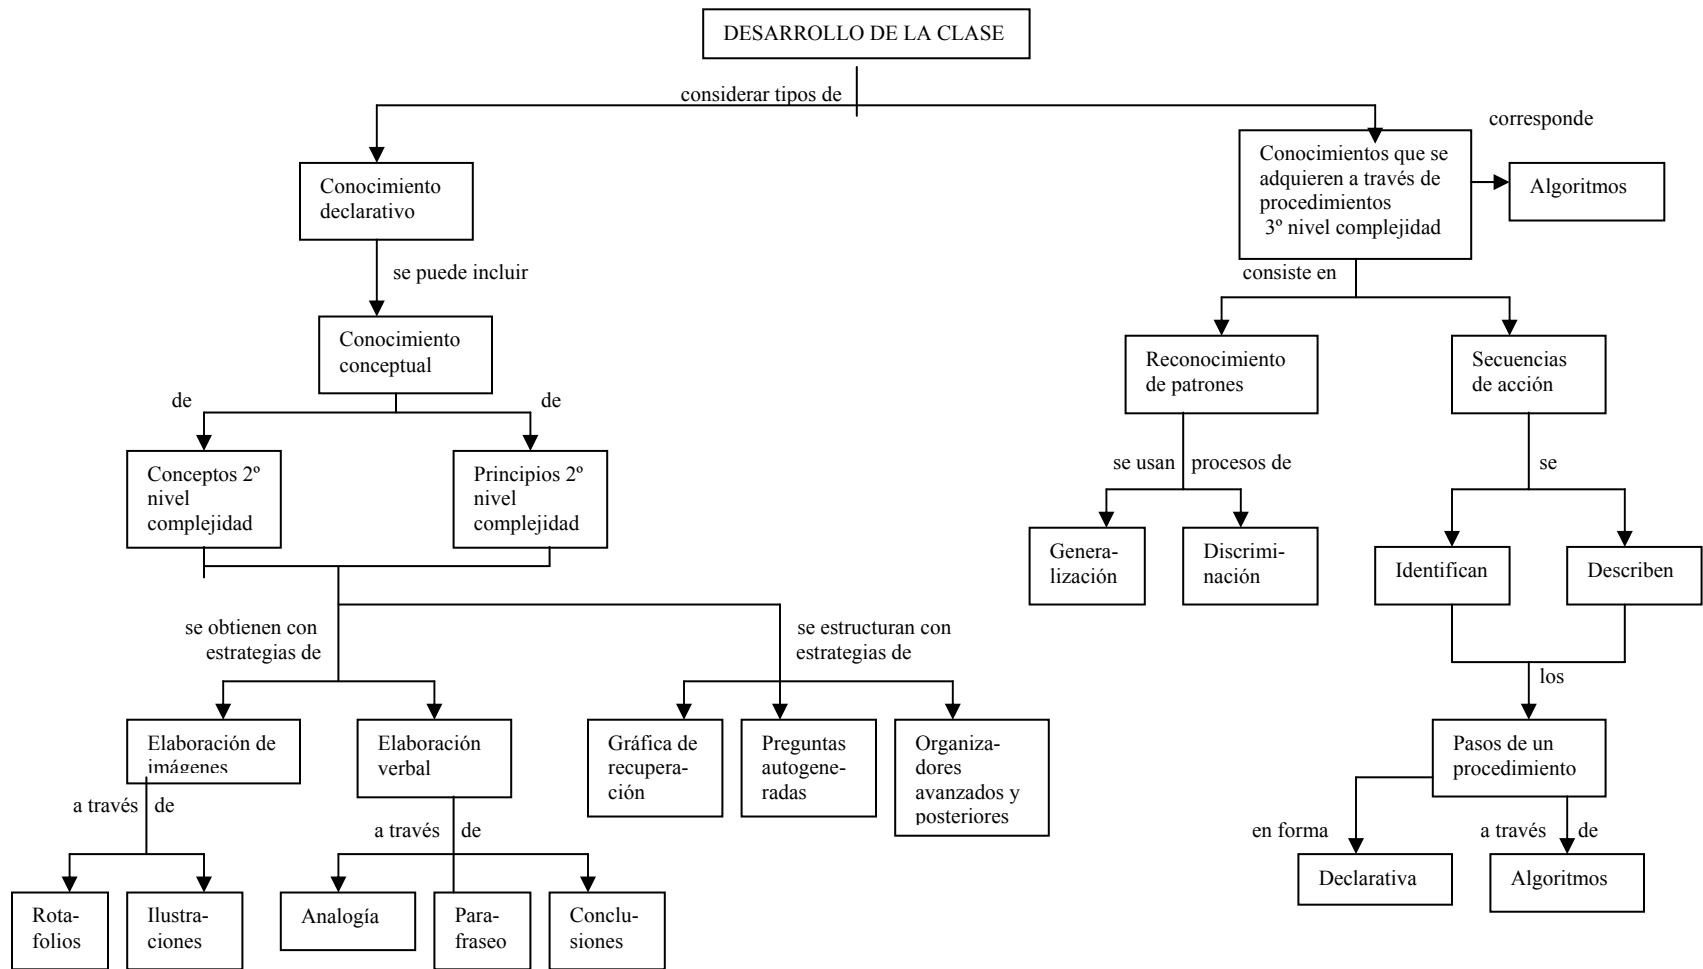 DESARROLLO DE LA CLASE
considerar tipos de
corresponde
Conocimiento
declarativo
Conocimientos que se
adquieren a través de
procedimientos
3º nivel complejidad
Algoritmos
se puede incluir
consiste en
Conocimiento
conceptual
Reconocimiento
de patrones
Secuencias
de acción
de
de
Conceptos 2º
nivel
complejidad
Principios 2º
nivel
complejidad
se usan
procesos de
se
Genera-
lización
Discrimi-
nación
Identifican
Describen
se obtienen con
estrategias de
se estructuran con
estrategias de
los
Elaboración de
imágenes
Elaboración
verbal
Gráfica de
recupera-
ción
Preguntas
autogene-
radas
Organiza-
dores
avanzados y
posteriores
Pasos de un
procedimiento
a través
de
a través
de
en forma
a través
de
Declarativa
Algoritmos
Rota-
folios
Ilustra-
ciones
Analogía
Para-
fraseo
Conclu-
siones